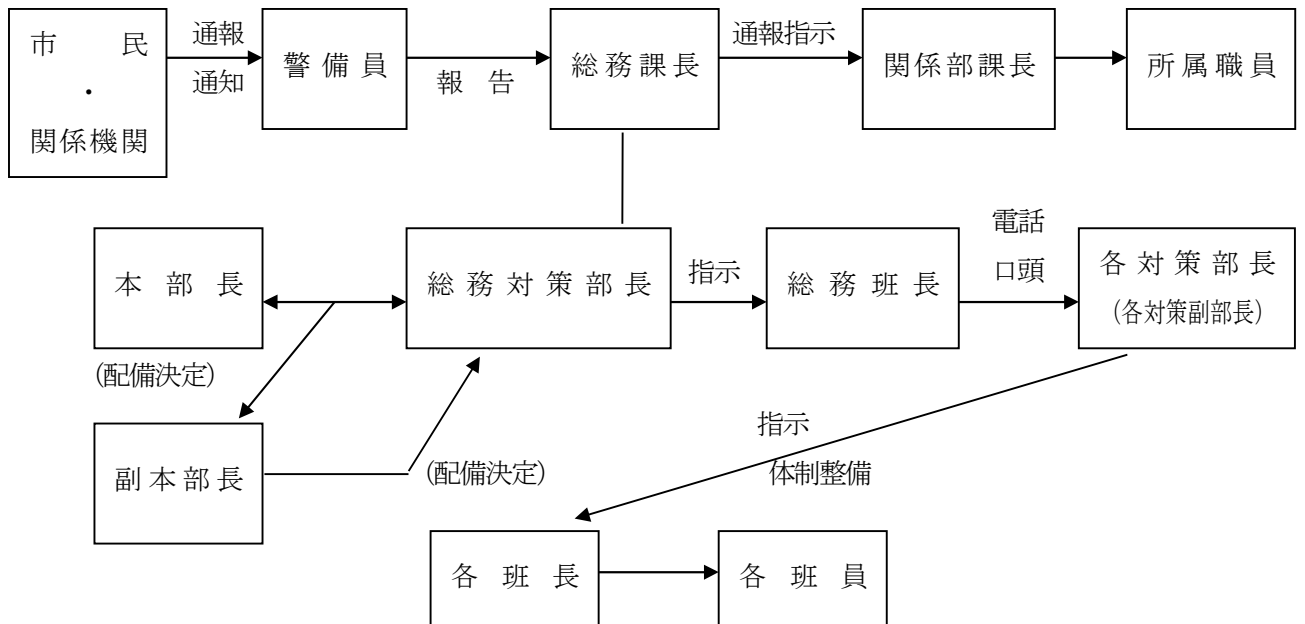 市民
・
関係機関
通報
通知
警備員
報告
総務課長
通報指示
関係部課長
所属職員
本部長
(配備決定)
総務対策部長
指示
総務班長
電話
口頭
各対策部長
(各対策副部長)
副本部長
(配備決定)
指示
体制整備
各班長
各班員